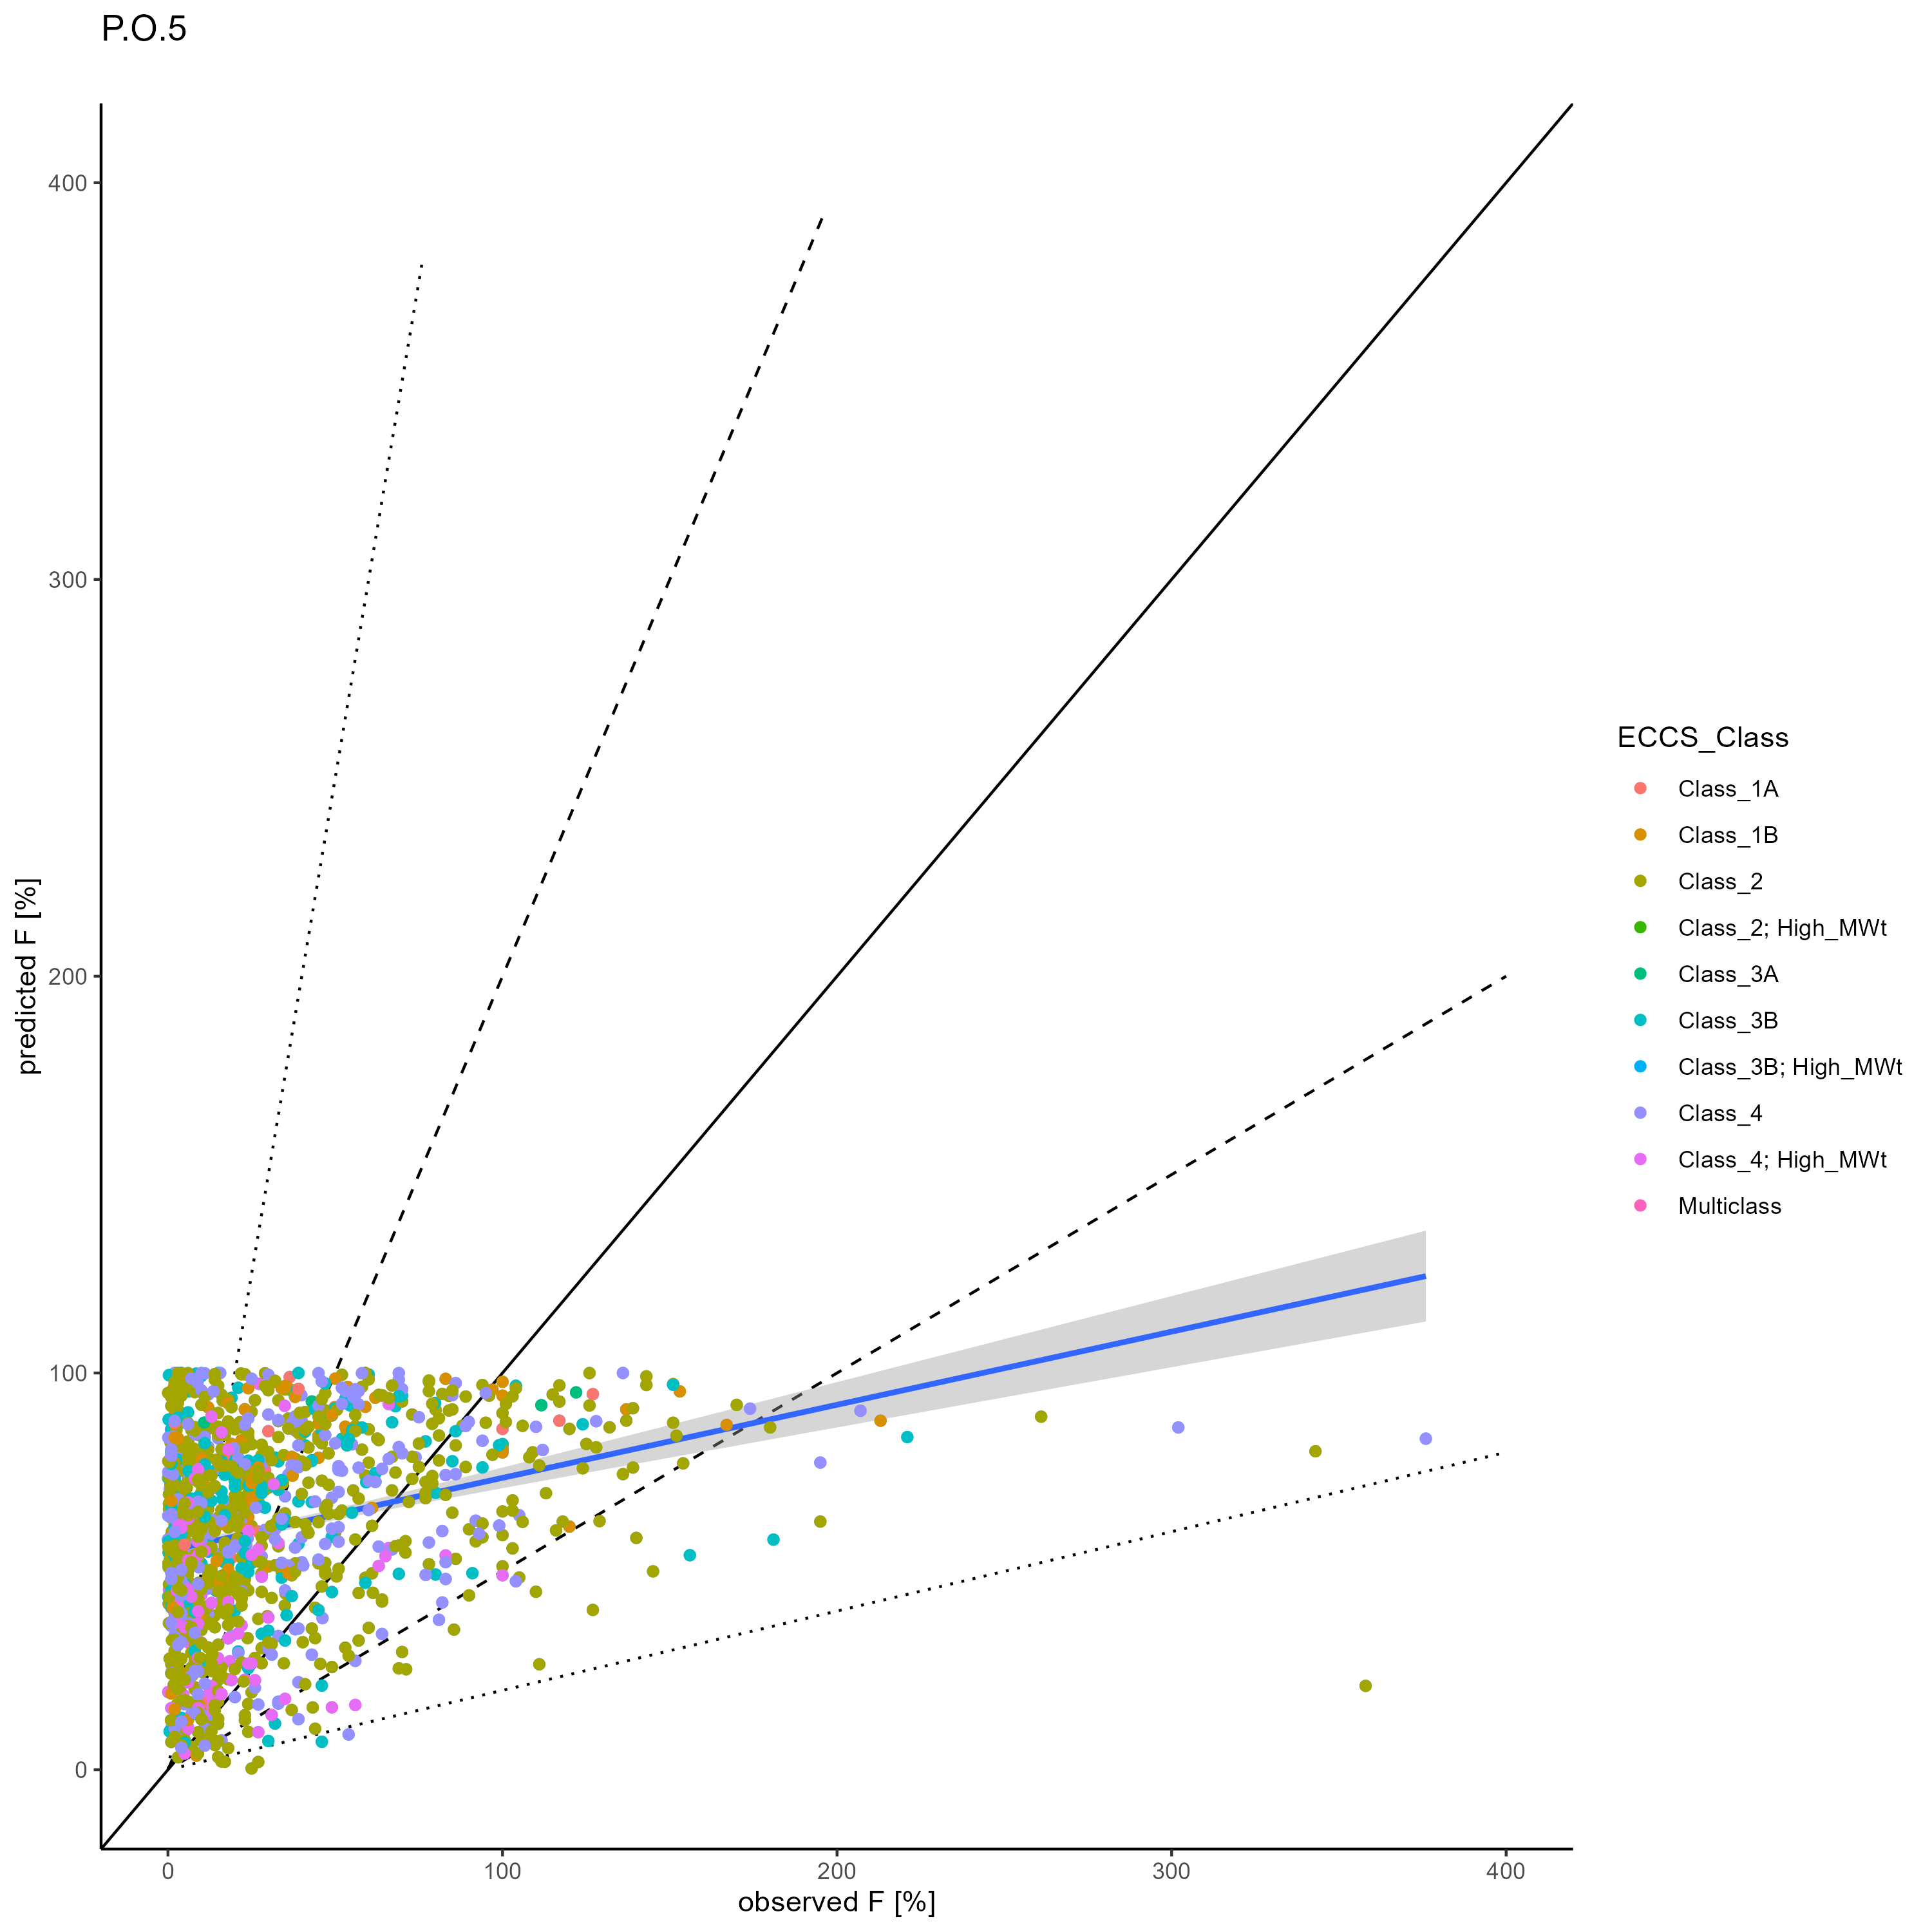 P.O.5
400
300
200
100
0
predicted F [%]
0
100
200
300
400
observed F [%]
ECCS_Class
Class_1A
Class_1B
Class_2
Class_2; High_MWt
Class_3A
Class_3B
Class_3B; High_MWt
Class_4
Class_4; High_MWt
Multiclass